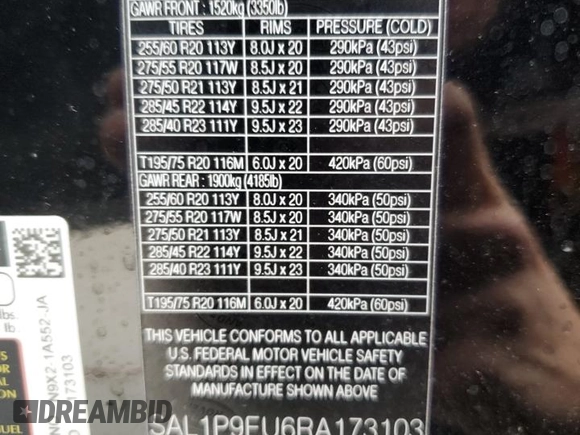 GAWR FRONT : 1520kg (3350lb)
TIRES RIMS PRESSURE (COLD)
255/60 R20 113Y 8.0J x 20 290kPa (43psi)
275/55 R20 117W 8.5J x 20 290kPa (43psi)
275/50 R21 113Y 8.5J x 21 290kPa (43psi)
285/45 R22 114Y 9.5J x 22 290kPa (43psi)
285/40 R23 111Y 9.5J x 23 290kPa (43psi)
T195/75 R20 116M 6.0J x 20 420kPa (60psi)
GAWR REAR : 1900kg (4185lb)
255/60 R20 113Y 8.0J x 20 340kPa (50psi)
275/55 R20 117W 8.5J x 20 340kPa (50psi)
275/50 R21 113Y 8.5J x 21 340kPa (50psi)
285/45 R22 114Y 9.5J x 22 340kPa (50psi)
285/40 R23 111Y 9.5J x 23 340kPa (50psi)
T195/75 R20 116M 6.0J x 20 420kPa (60psi)
THIS VEHICLE CONFORMS TO ALL APPLICABLE
U.S. FEDERAL MOTOR VEHICLE SAFETY
STANDARDS IN EFFECT ON THE DATE OF
MANUFACTURE SHOWN ABOVE
SAL1P9EU6RA173103
lbs
lb
N9X2-1A552-JA
173103
DREAMBID